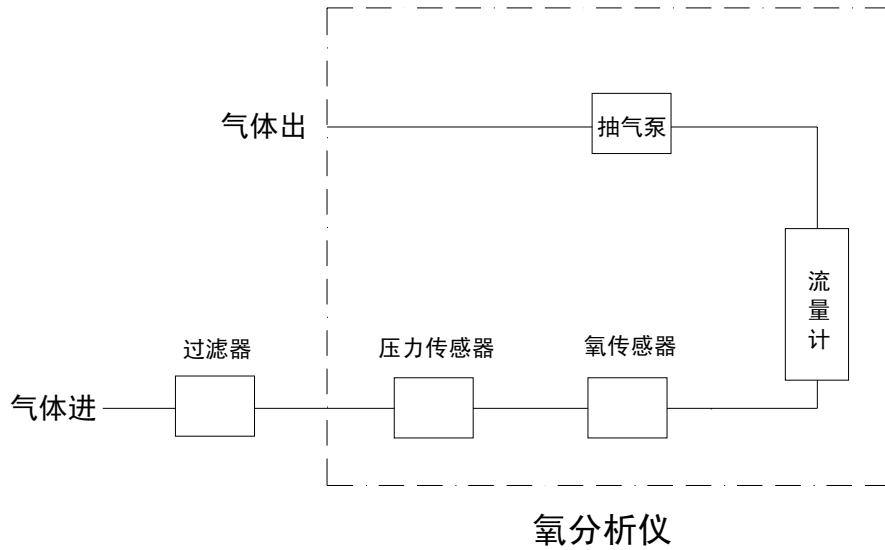 气体出
抽气泵
流量计
过滤器
压力传感器
氧传感器
气体进
氧分析仪